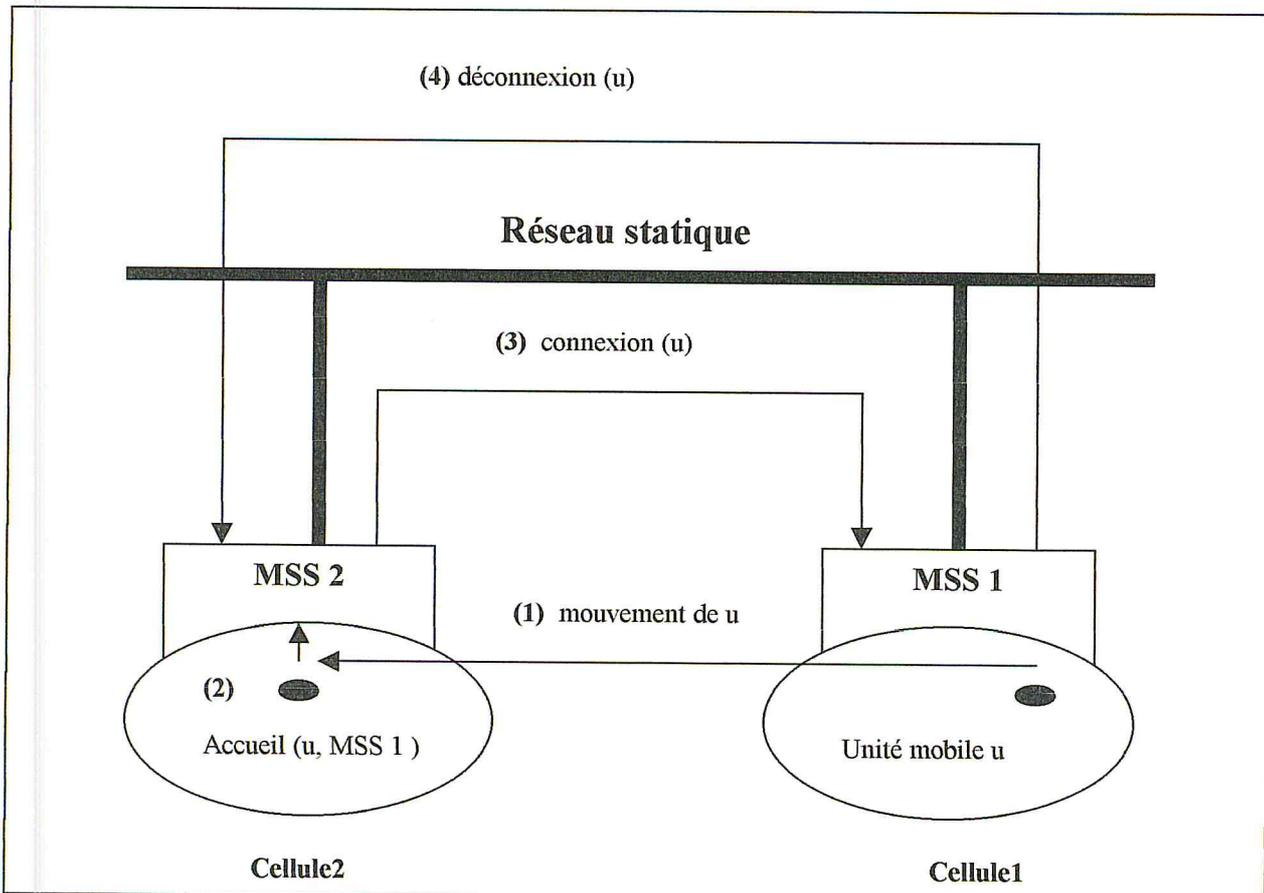 (4) déconnexion (u)
Réseau statique
(3) connexion (u)
MSS 2
MSS 1
(1) mouvement de u
(2)
Accueil (u, MSS 1 )
Unité mobile u
Cellule2
Cellule1